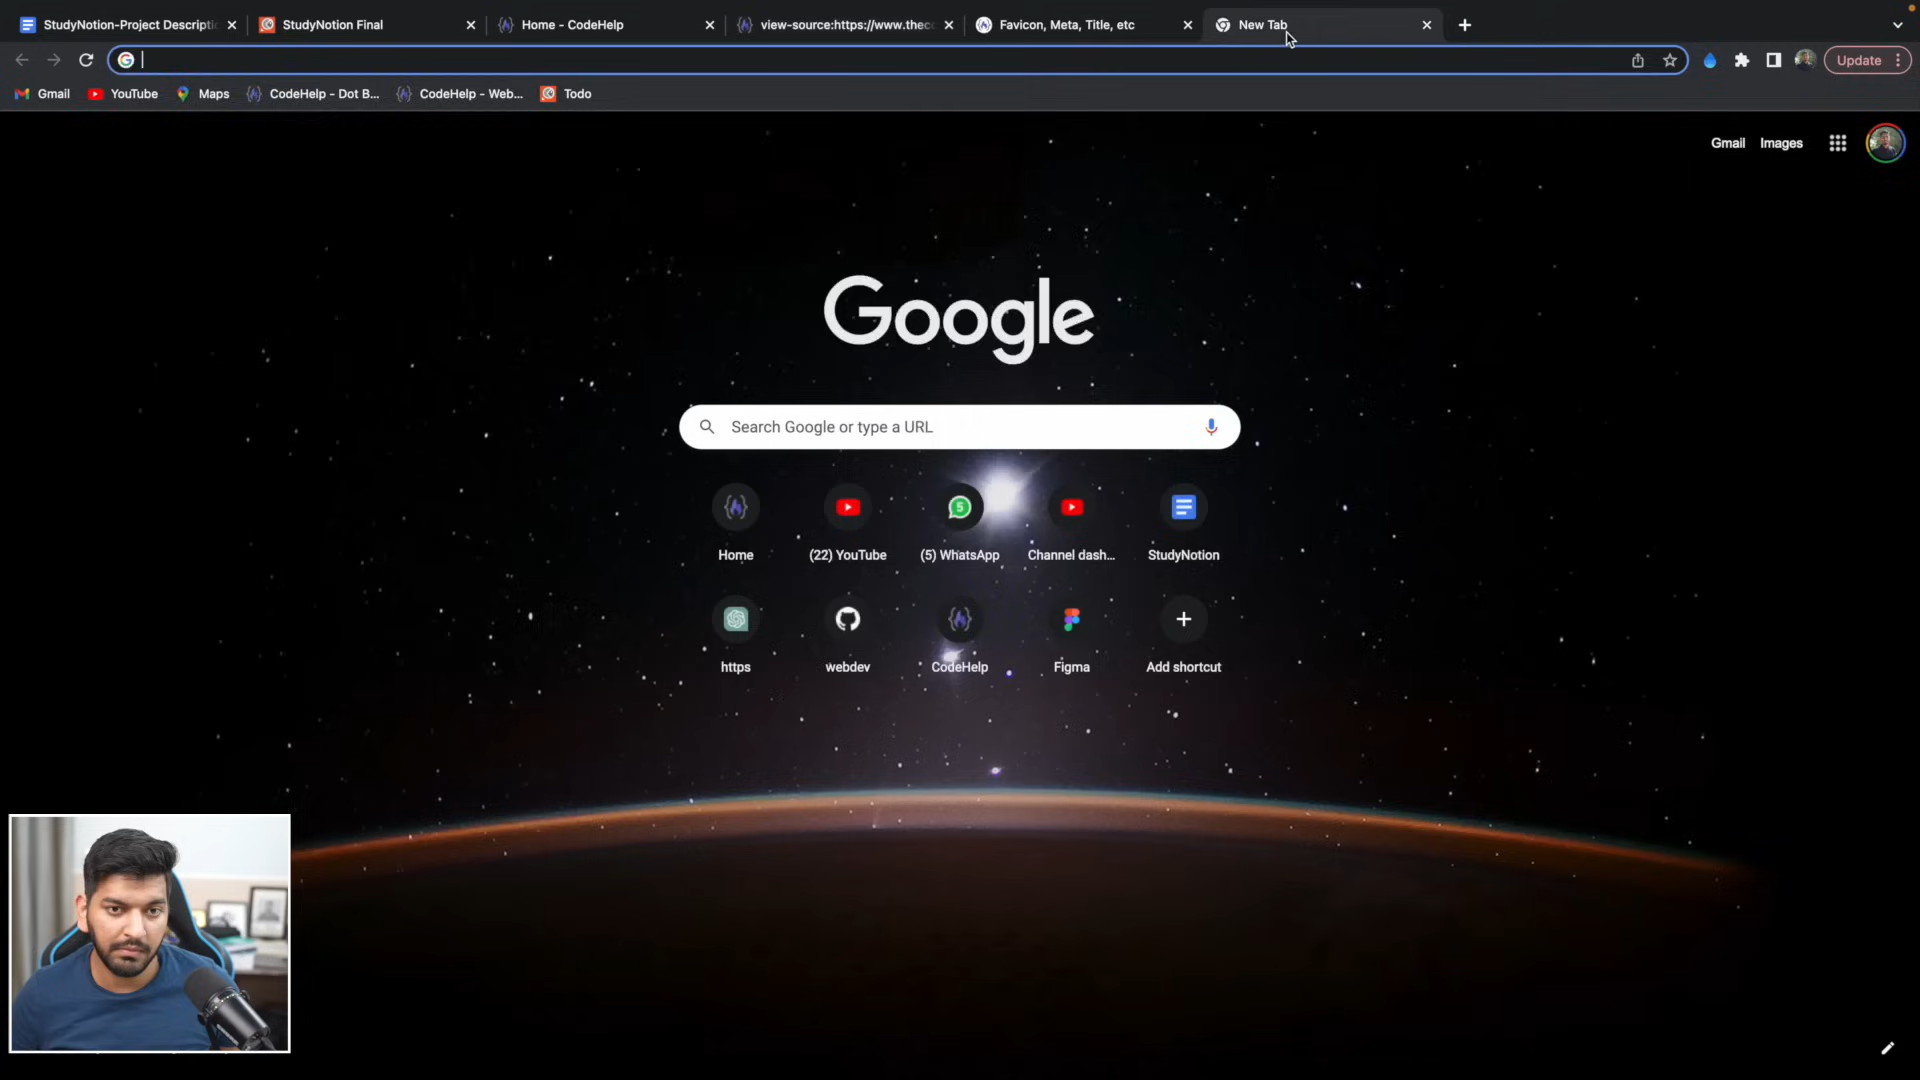 StudyNotion-Project Descripti
StudyNotion Final
Home - CodeHelp
view-source:https://www.thec
Favicon, Meta, Title, etc
New Tab
Update
Gmail
YouTube
Maps
CodeHelp - Dot B...
CodeHelp - Web...
Todo
Gmail
Images
Google
Search Google or type a URL
5
Home
(22) YouTube
(5) WhatsApp
Channel dash...
StudyNotion
https
webdev
CodeHelp
Figma
Add shortcut